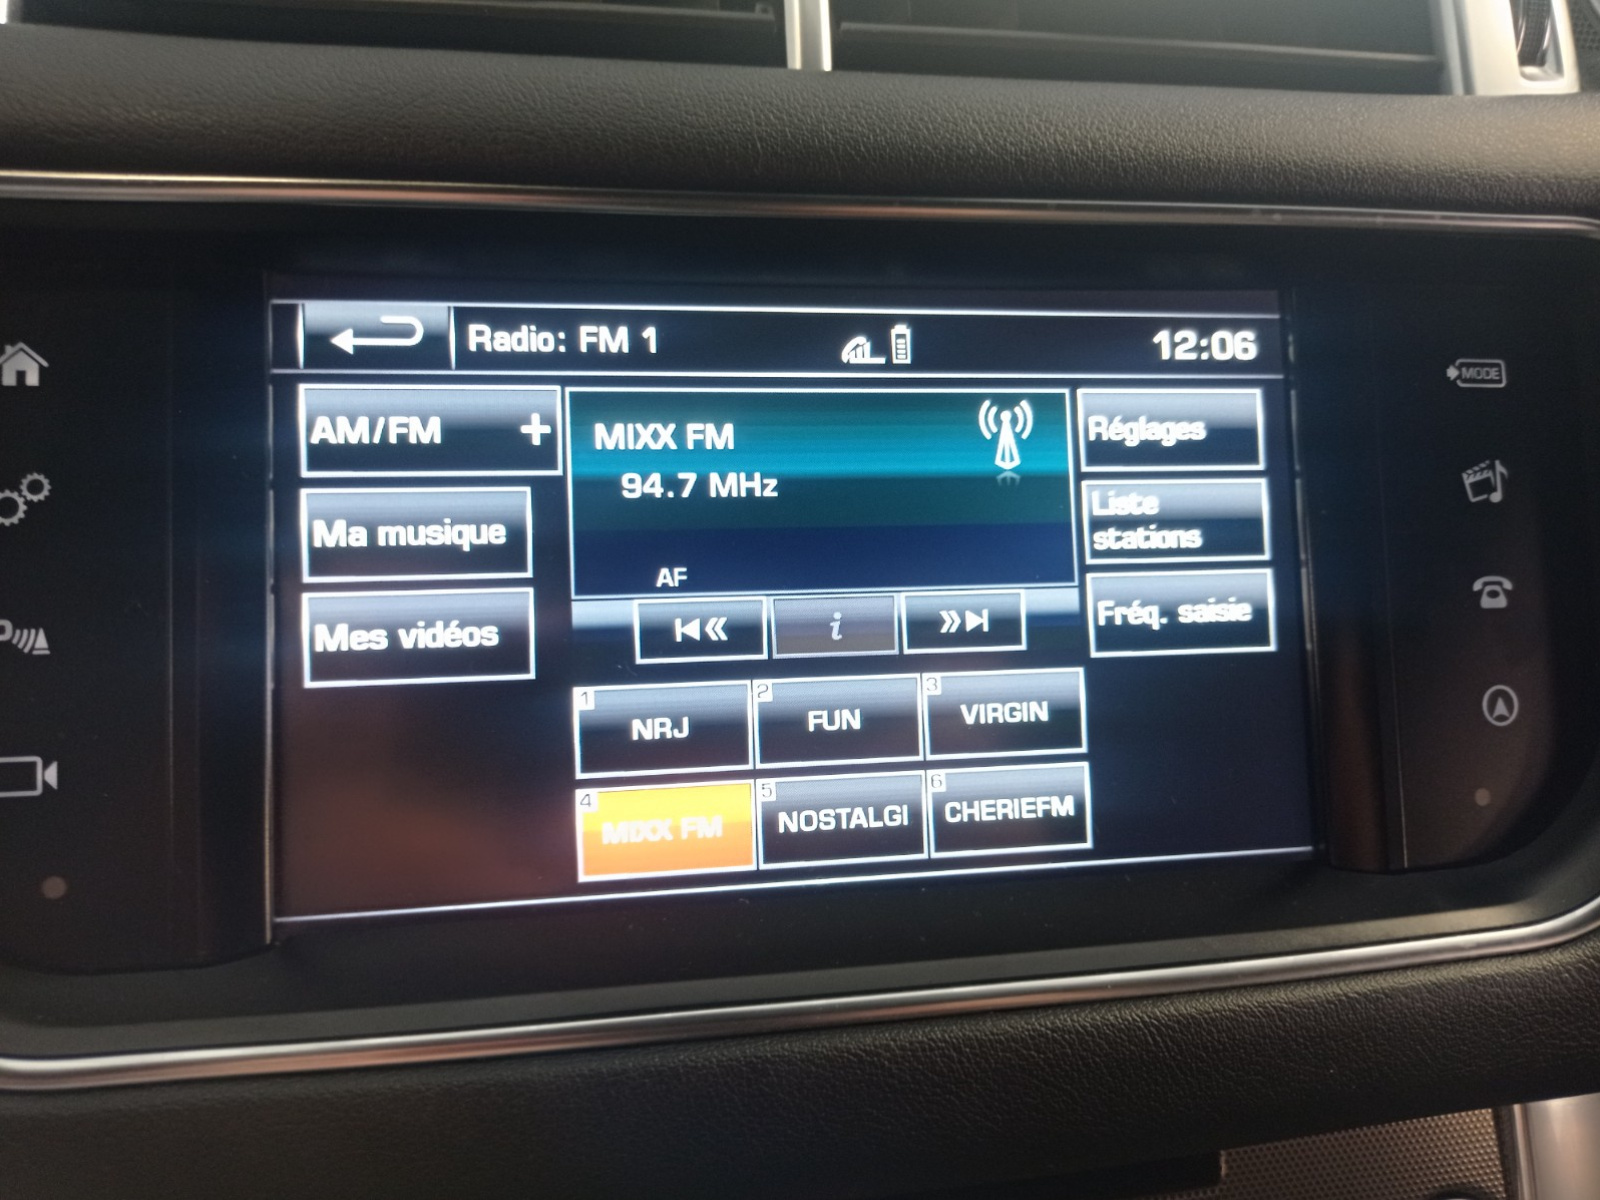 Radio: FM 1
12:06
AM/FM +
MIXX FM
94.7 MHz
AF
Réglages
Ma musique
Liste
stations
Mes vidéos
i
Fréq. saisie
1
NRJ
2
FUN
3
VIRGIN
4
MIXX FM
5
NOSTALGI
6
CHERIEFM
MODE
P